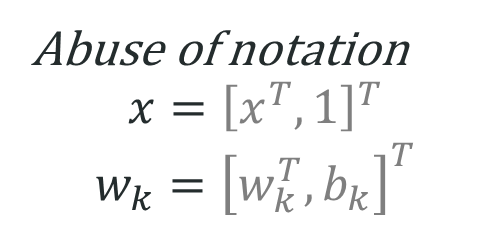 Abuse of notation
x = [x^T, 1]^T
w_k = [w_k^T, b_k]^T